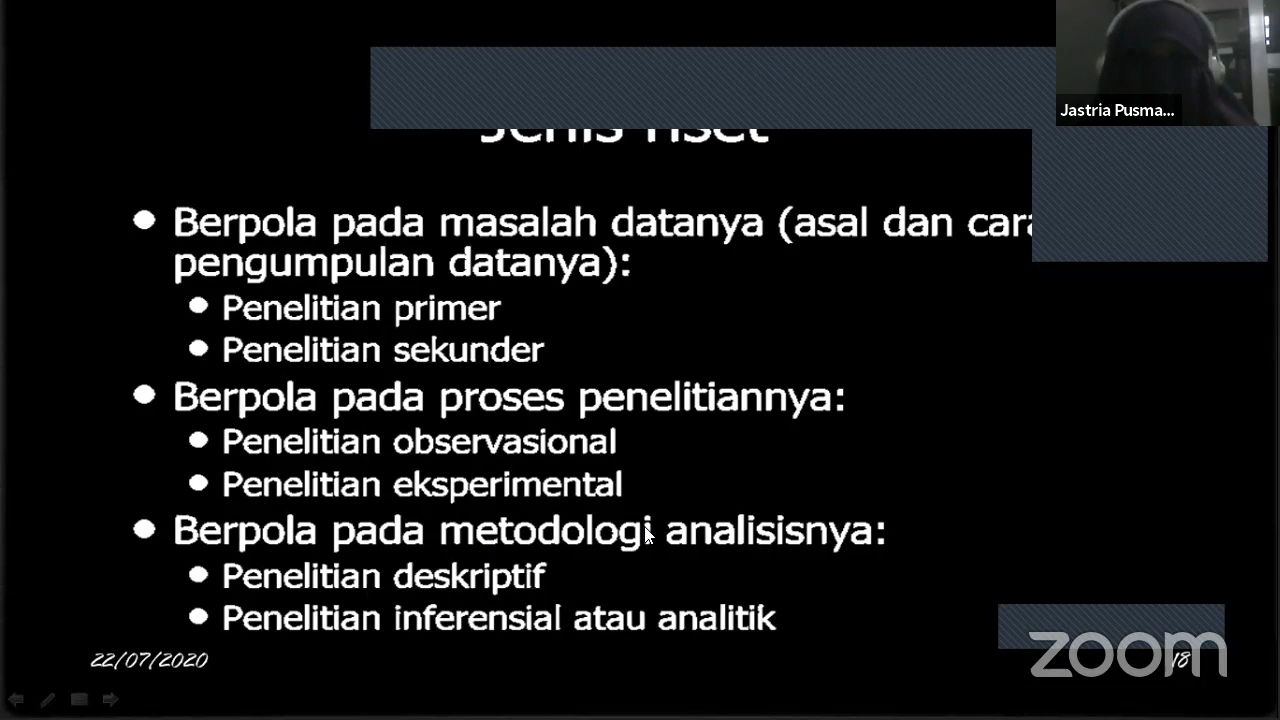 Jastria Pusma...
Jenis riset
Berpola pada masalah datanya (asal dan cara
pengumpulan datanya):
Penelitian primer
Penelitian sekunder
Berpola pada proses penelitiannya:
Penelitian observasional
Penelitian eksperimental
Berpola pada metodologi analisisnya:
Penelitian deskriptif
Penelitian inferensial atau analitik
22/07/2020
18
zoom